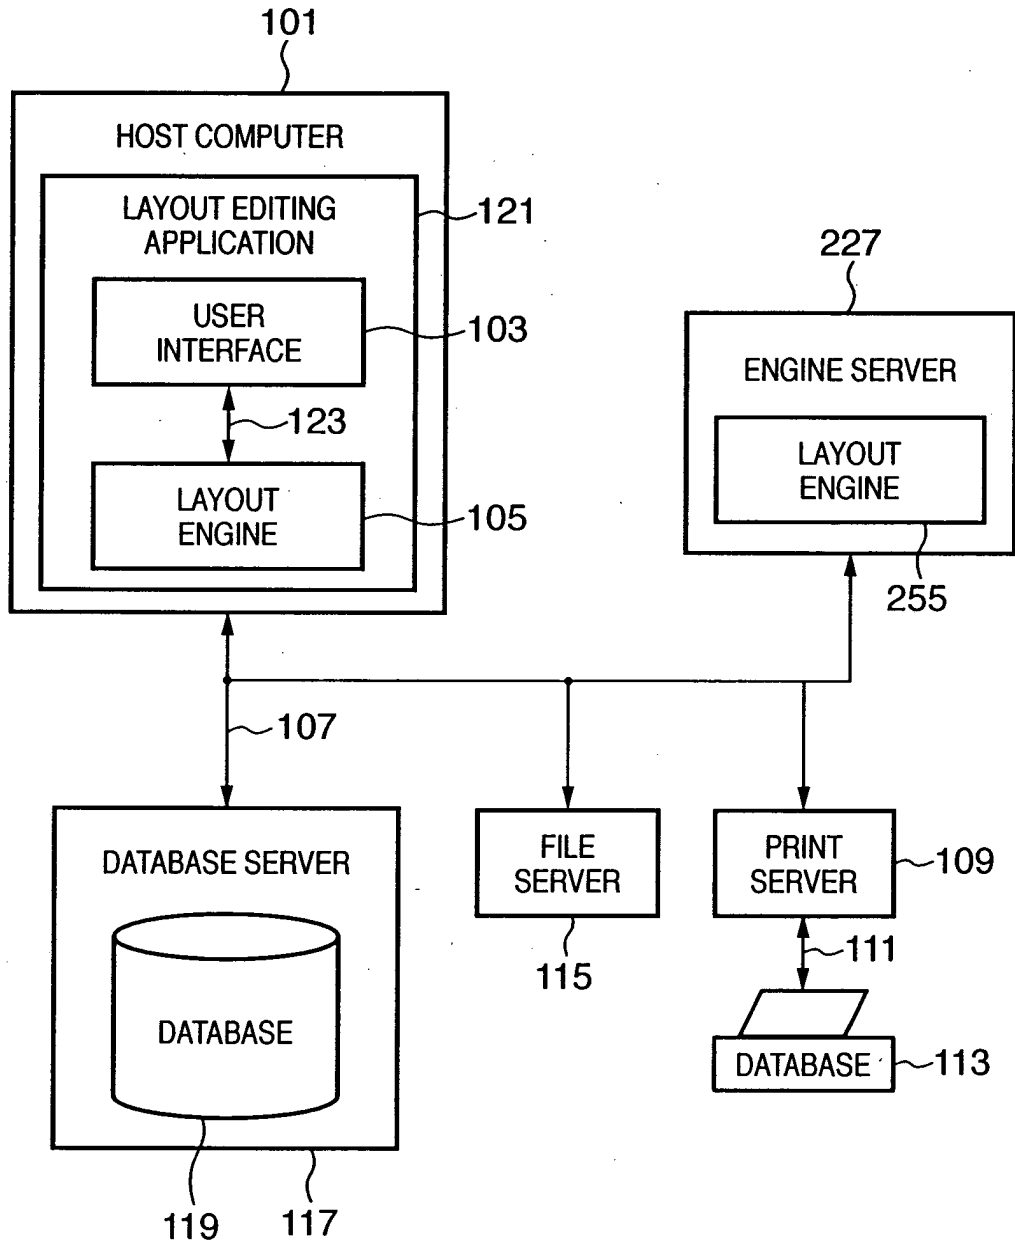 101
HOST COMPUTER
LAYOUT EDITING
APPLICATION
121
USER
INTERFACE
103
123
LAYOUT
ENGINE
105
227
ENGINE SERVER
LAYOUT
ENGINE
255
107
DATABASE SERVER
DATABASE
119
117
FILE
SERVER
115
PRINT
SERVER
109
111
DATABASE
113